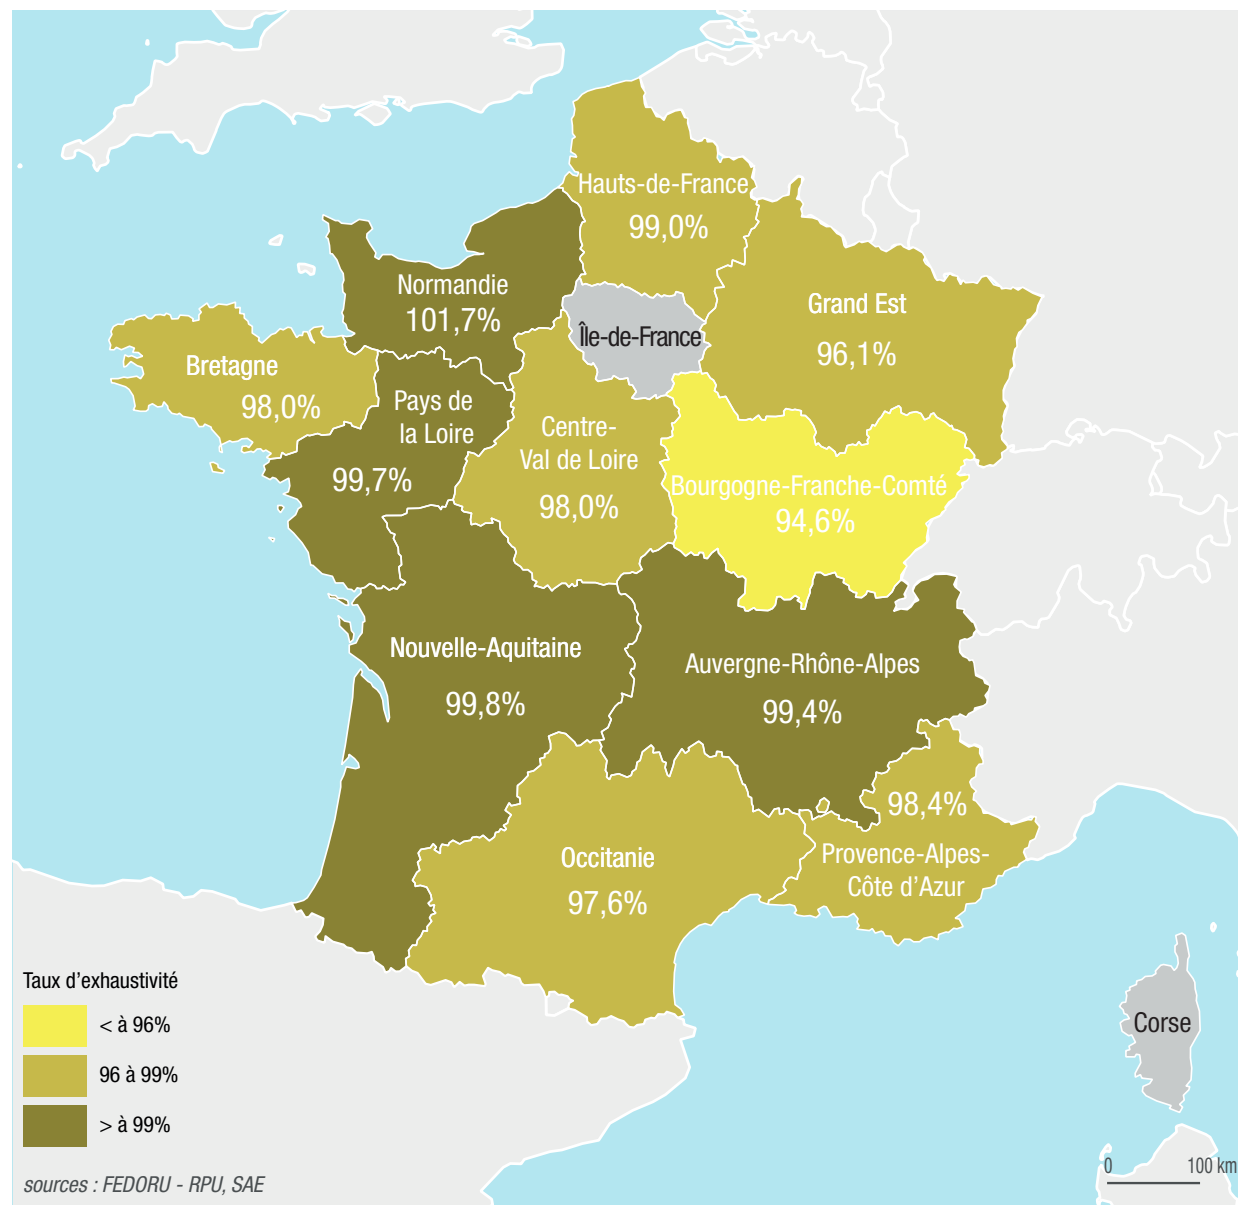 Hauts-de-France
99,0%
Normandie
101,7%
Île-de-France
Grand Est
96,1%
Bretagne
98,0%
Pays de
la Loire
99,7%
Centre-
Val de Loire
98,0%
Bourgogne-Franche-Comté
94,6%
Nouvelle-Aquitaine
99,8%
Auvergne-Rhône-Alpes
99,4%
98,4%
Provence-Alpes-
Côte d’Azur
Occitanie
97,6%
Corse
Taux d’exhaustivité
< à 96%
96 à 99%
> à 99%
sources : FEDORU - RPU, SAE
0 100 km